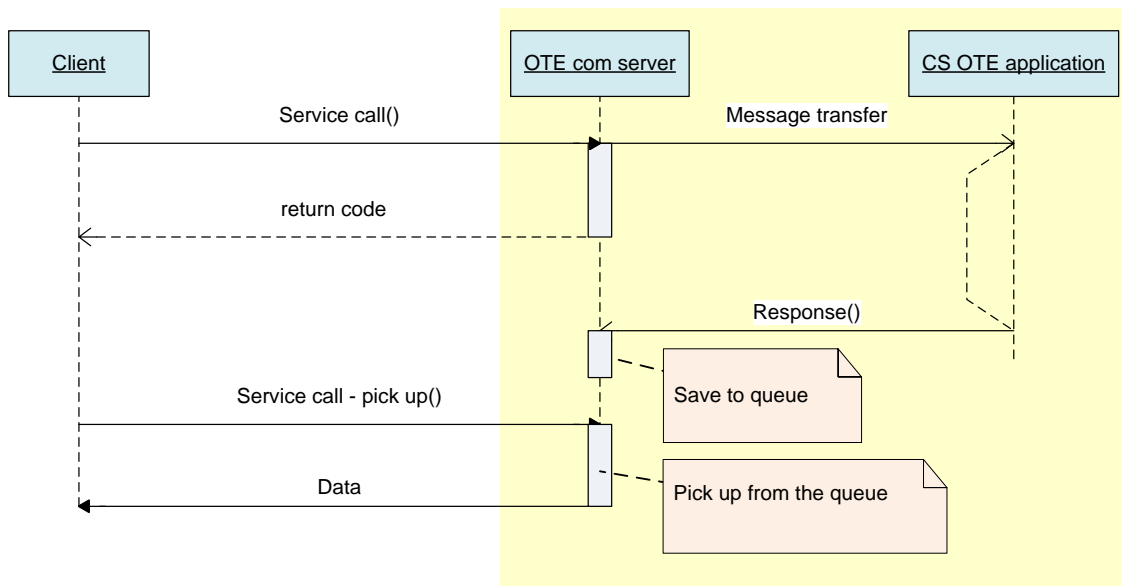 Client
OTE com server
CS OTE application
Service call()
Message transfer
return code
Response()
Save to queue
Service call - pick up()
Data
Pick up from the queue